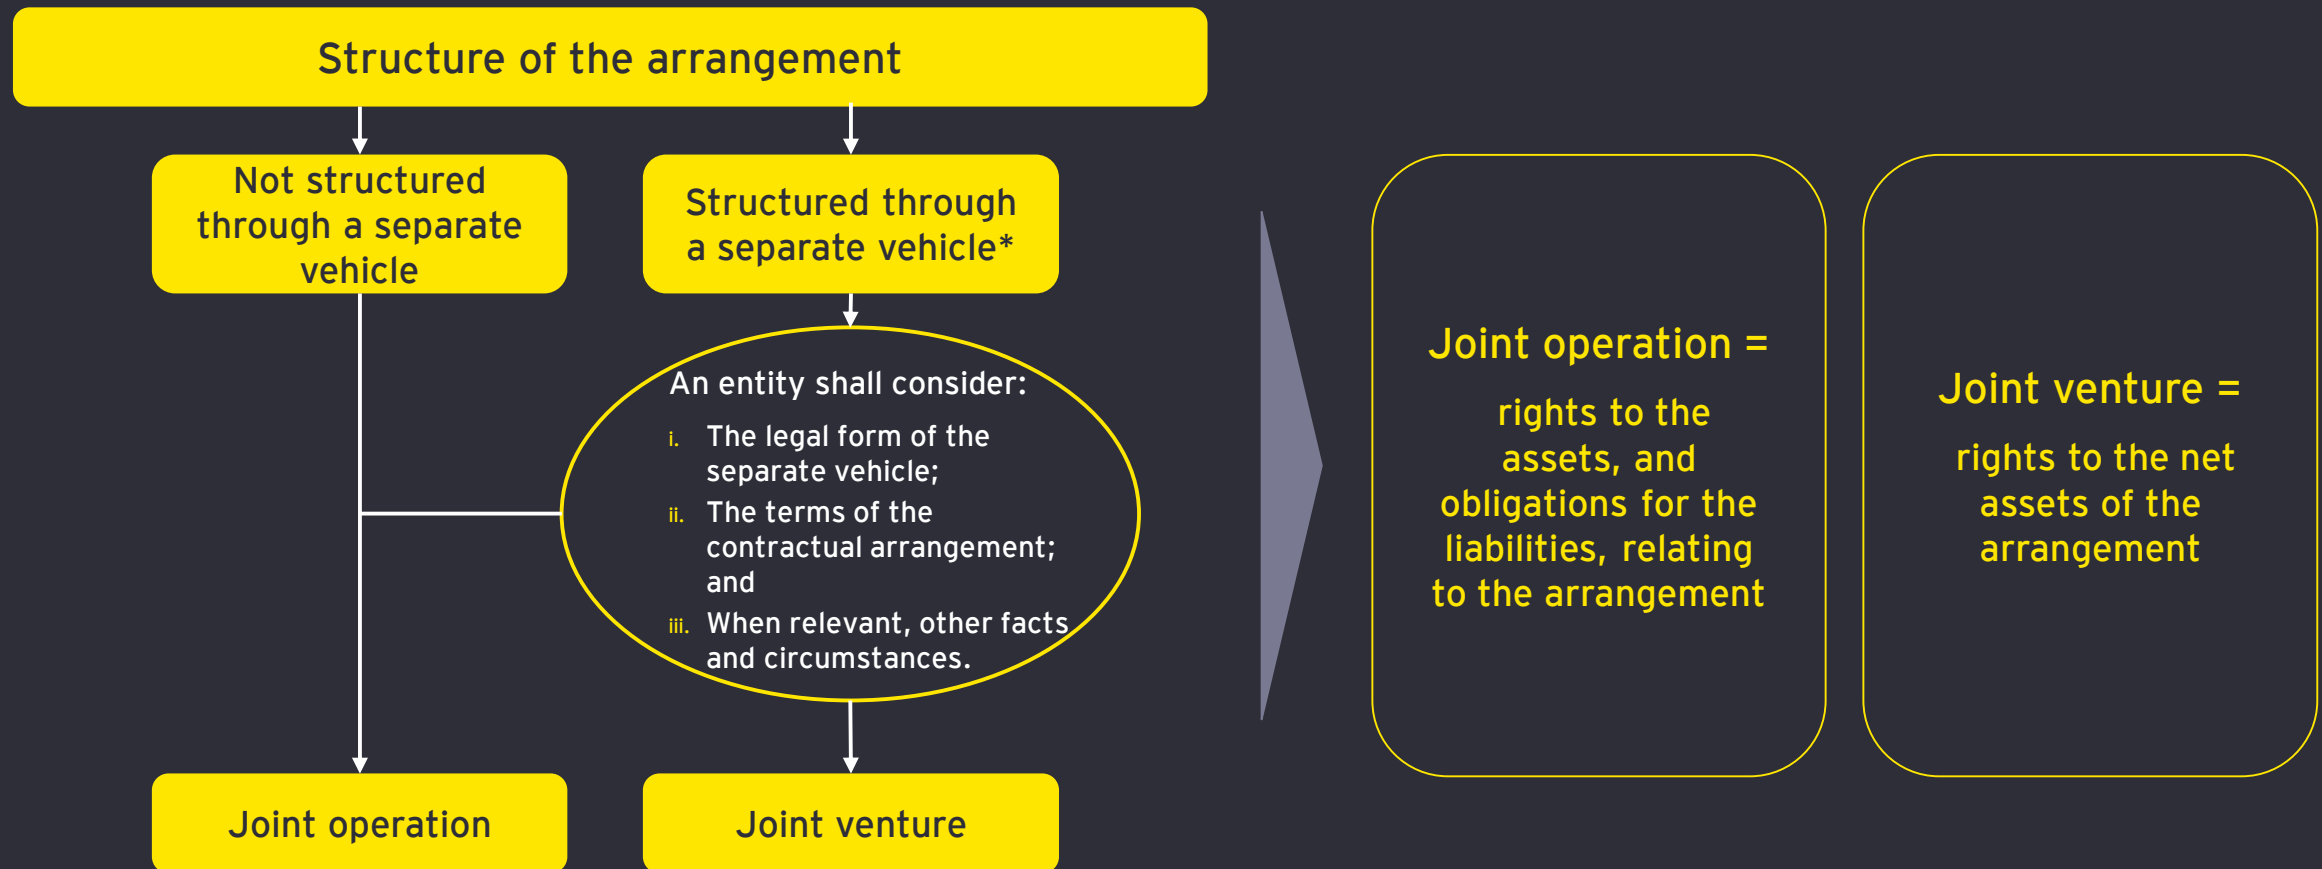 Structure of the arrangement
Not structured
through a separate
vehicle
Structured through
a separate vehicle*
An entity shall consider:
i. The legal form of the
separate vehicle;
ii. The terms of the
contractual arrangement;
and
iii. When relevant, other facts
and circumstances.
Joint operation
Joint venture
Joint operation =
rights to the
assets, and
obligations for the
liabilities, relating
to the arrangement
Joint venture =
rights to the net
assets of the
arrangement